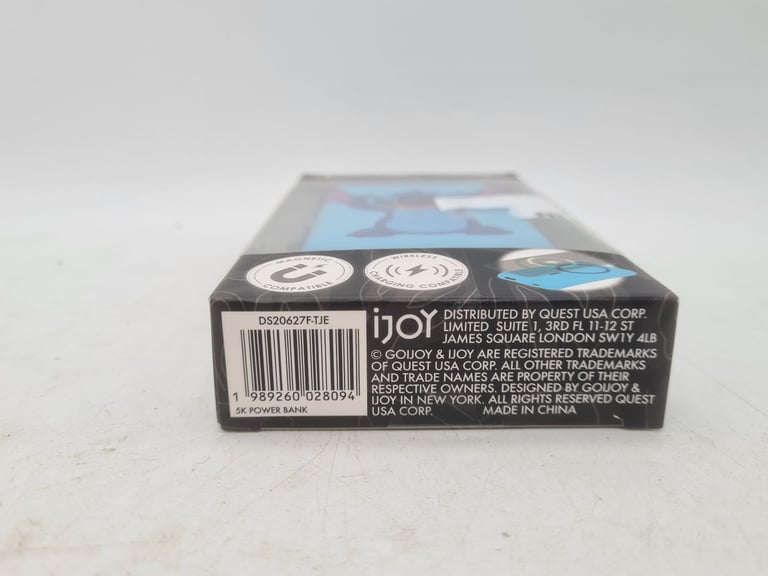 MAGNETIC
COMPATIBLE
WIRELESS
CHARGING COMPATIBLE
DS20627F-TJE
1 989260 028094
5K POWER BANK
iJOY
DISTRIBUTED BY QUEST USA CORP.
LIMITED SUITE 1, 3RD FL 11-12 ST
JAMES SQUARE LONDON SW1Y 4LB
© GOIJOY & IJOY ARE REGISTERED TRADEMARKS
OF QUEST USA CORP. ALL OTHER TRADEMARKS
AND TRADE NAMES ARE PROPERTY OF THEIR
RESPECTIVE OWNERS. DESIGNED BY GOIJOY &
IJOY IN NEW YORK. ALL RIGHTS RESERVED QUEST
USA CORP. MADE IN CHINA